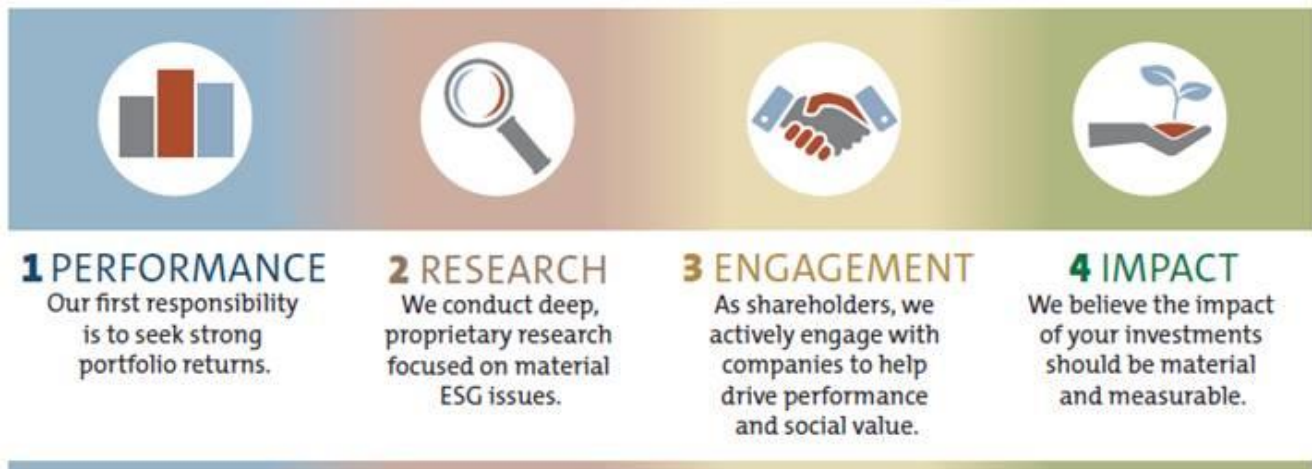 1 PERFORMANCE
Our first responsibility
is to seek strong
portfolio returns.
2 RESEARCH
We conduct deep,
proprietary research
focused on material
ESG issues.
3 ENGAGEMENT
As shareholders, we
actively engage with
companies to help
drive performance
and social value.
4 IMPACT
We believe the impact
of your investments
should be material
and measurable.